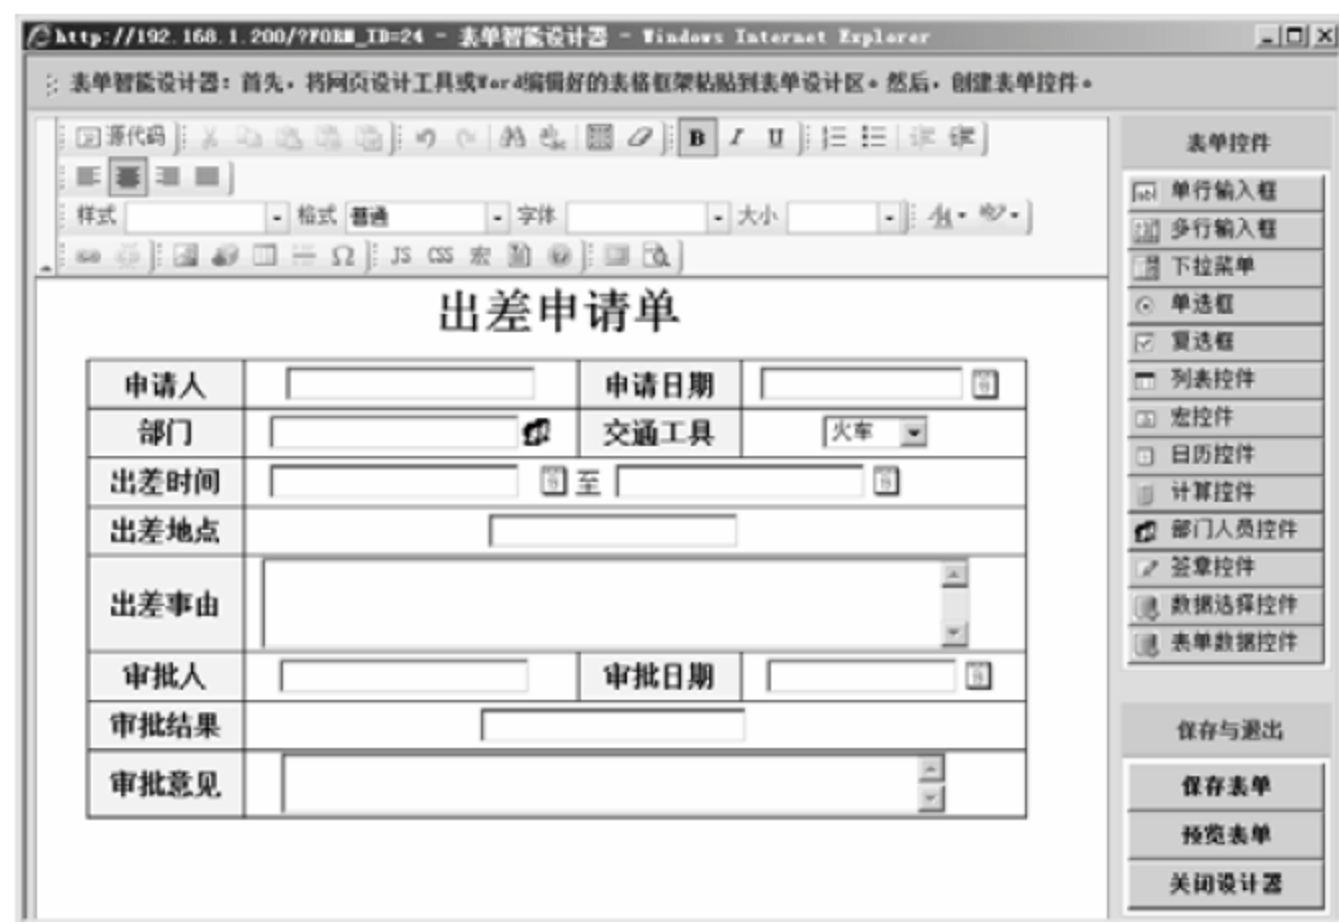 http://192.168.1.200/?FORM_ID=24 - 表单智能设计器 - Windows Internet Explorer
表单智能设计器：首先，将网页设计工具或Word编辑好的表格框架粘贴到表单设计区。然后，创建表单控件。
源代码 B I U
样式 格式 普通 字体 大小
Ω JS CSS 宏
出差申请单
申请人 申请日期
部门 交通工具 火车
出差时间 至
出差地点
出差事由
审批人 审批日期
审批结果
审批意见
表单控件
单行输入框
多行输入框
下拉菜单
单选框
复选框
列表控件
宏控件
日历控件
计算控件
部门人员控件
签章控件
数据选择控件
表单数据控件
保存与退出
保存表单
预览表单
关闭设计器